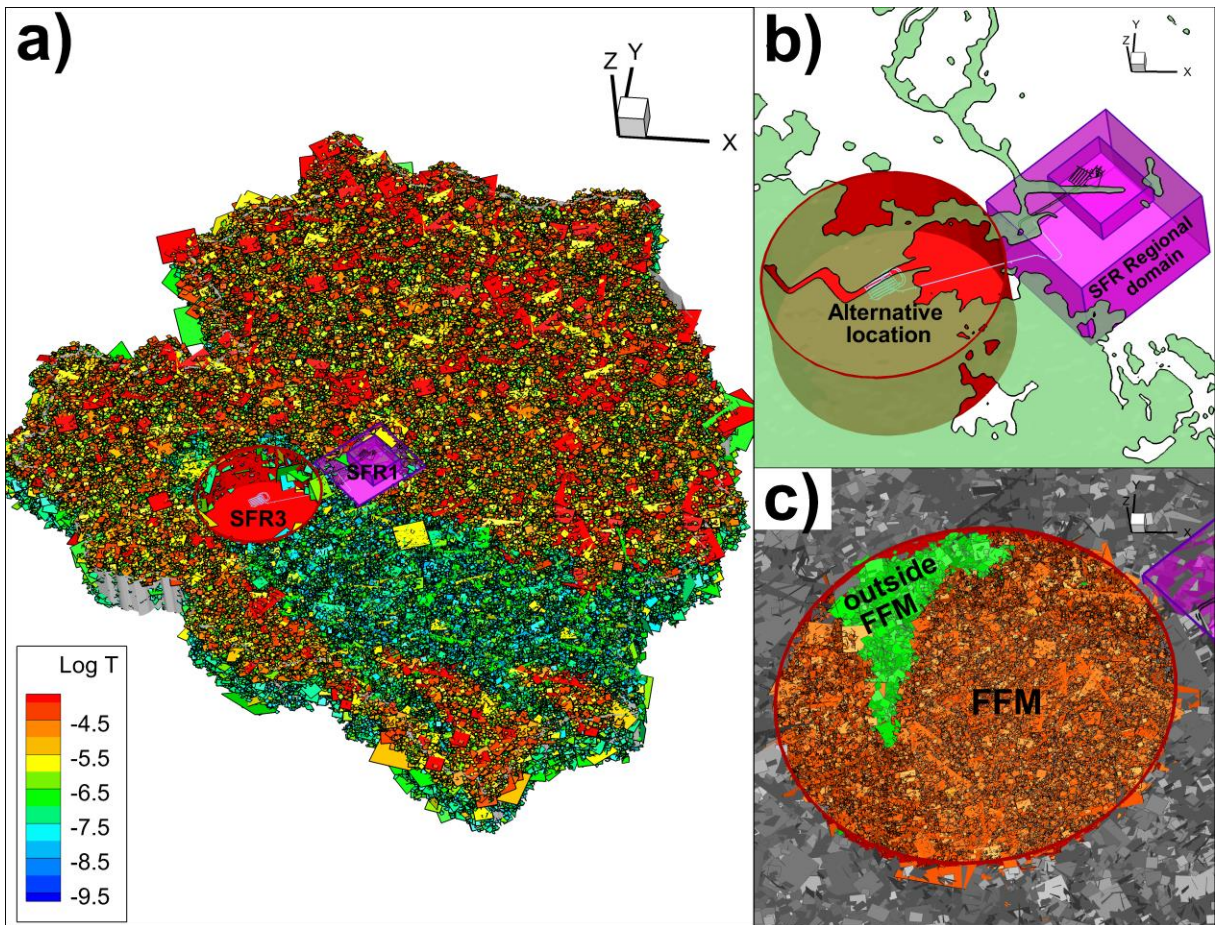 a)
Z
Y
X
SFR1
SFR3
Log T
-4.5
-5.5
-6.5
-7.5
-8.5
-9.5
b)
Y
Z
X
SFR Regional
domain
Alternative
location
c)
Y
Z
X
outside
FFM
FFM